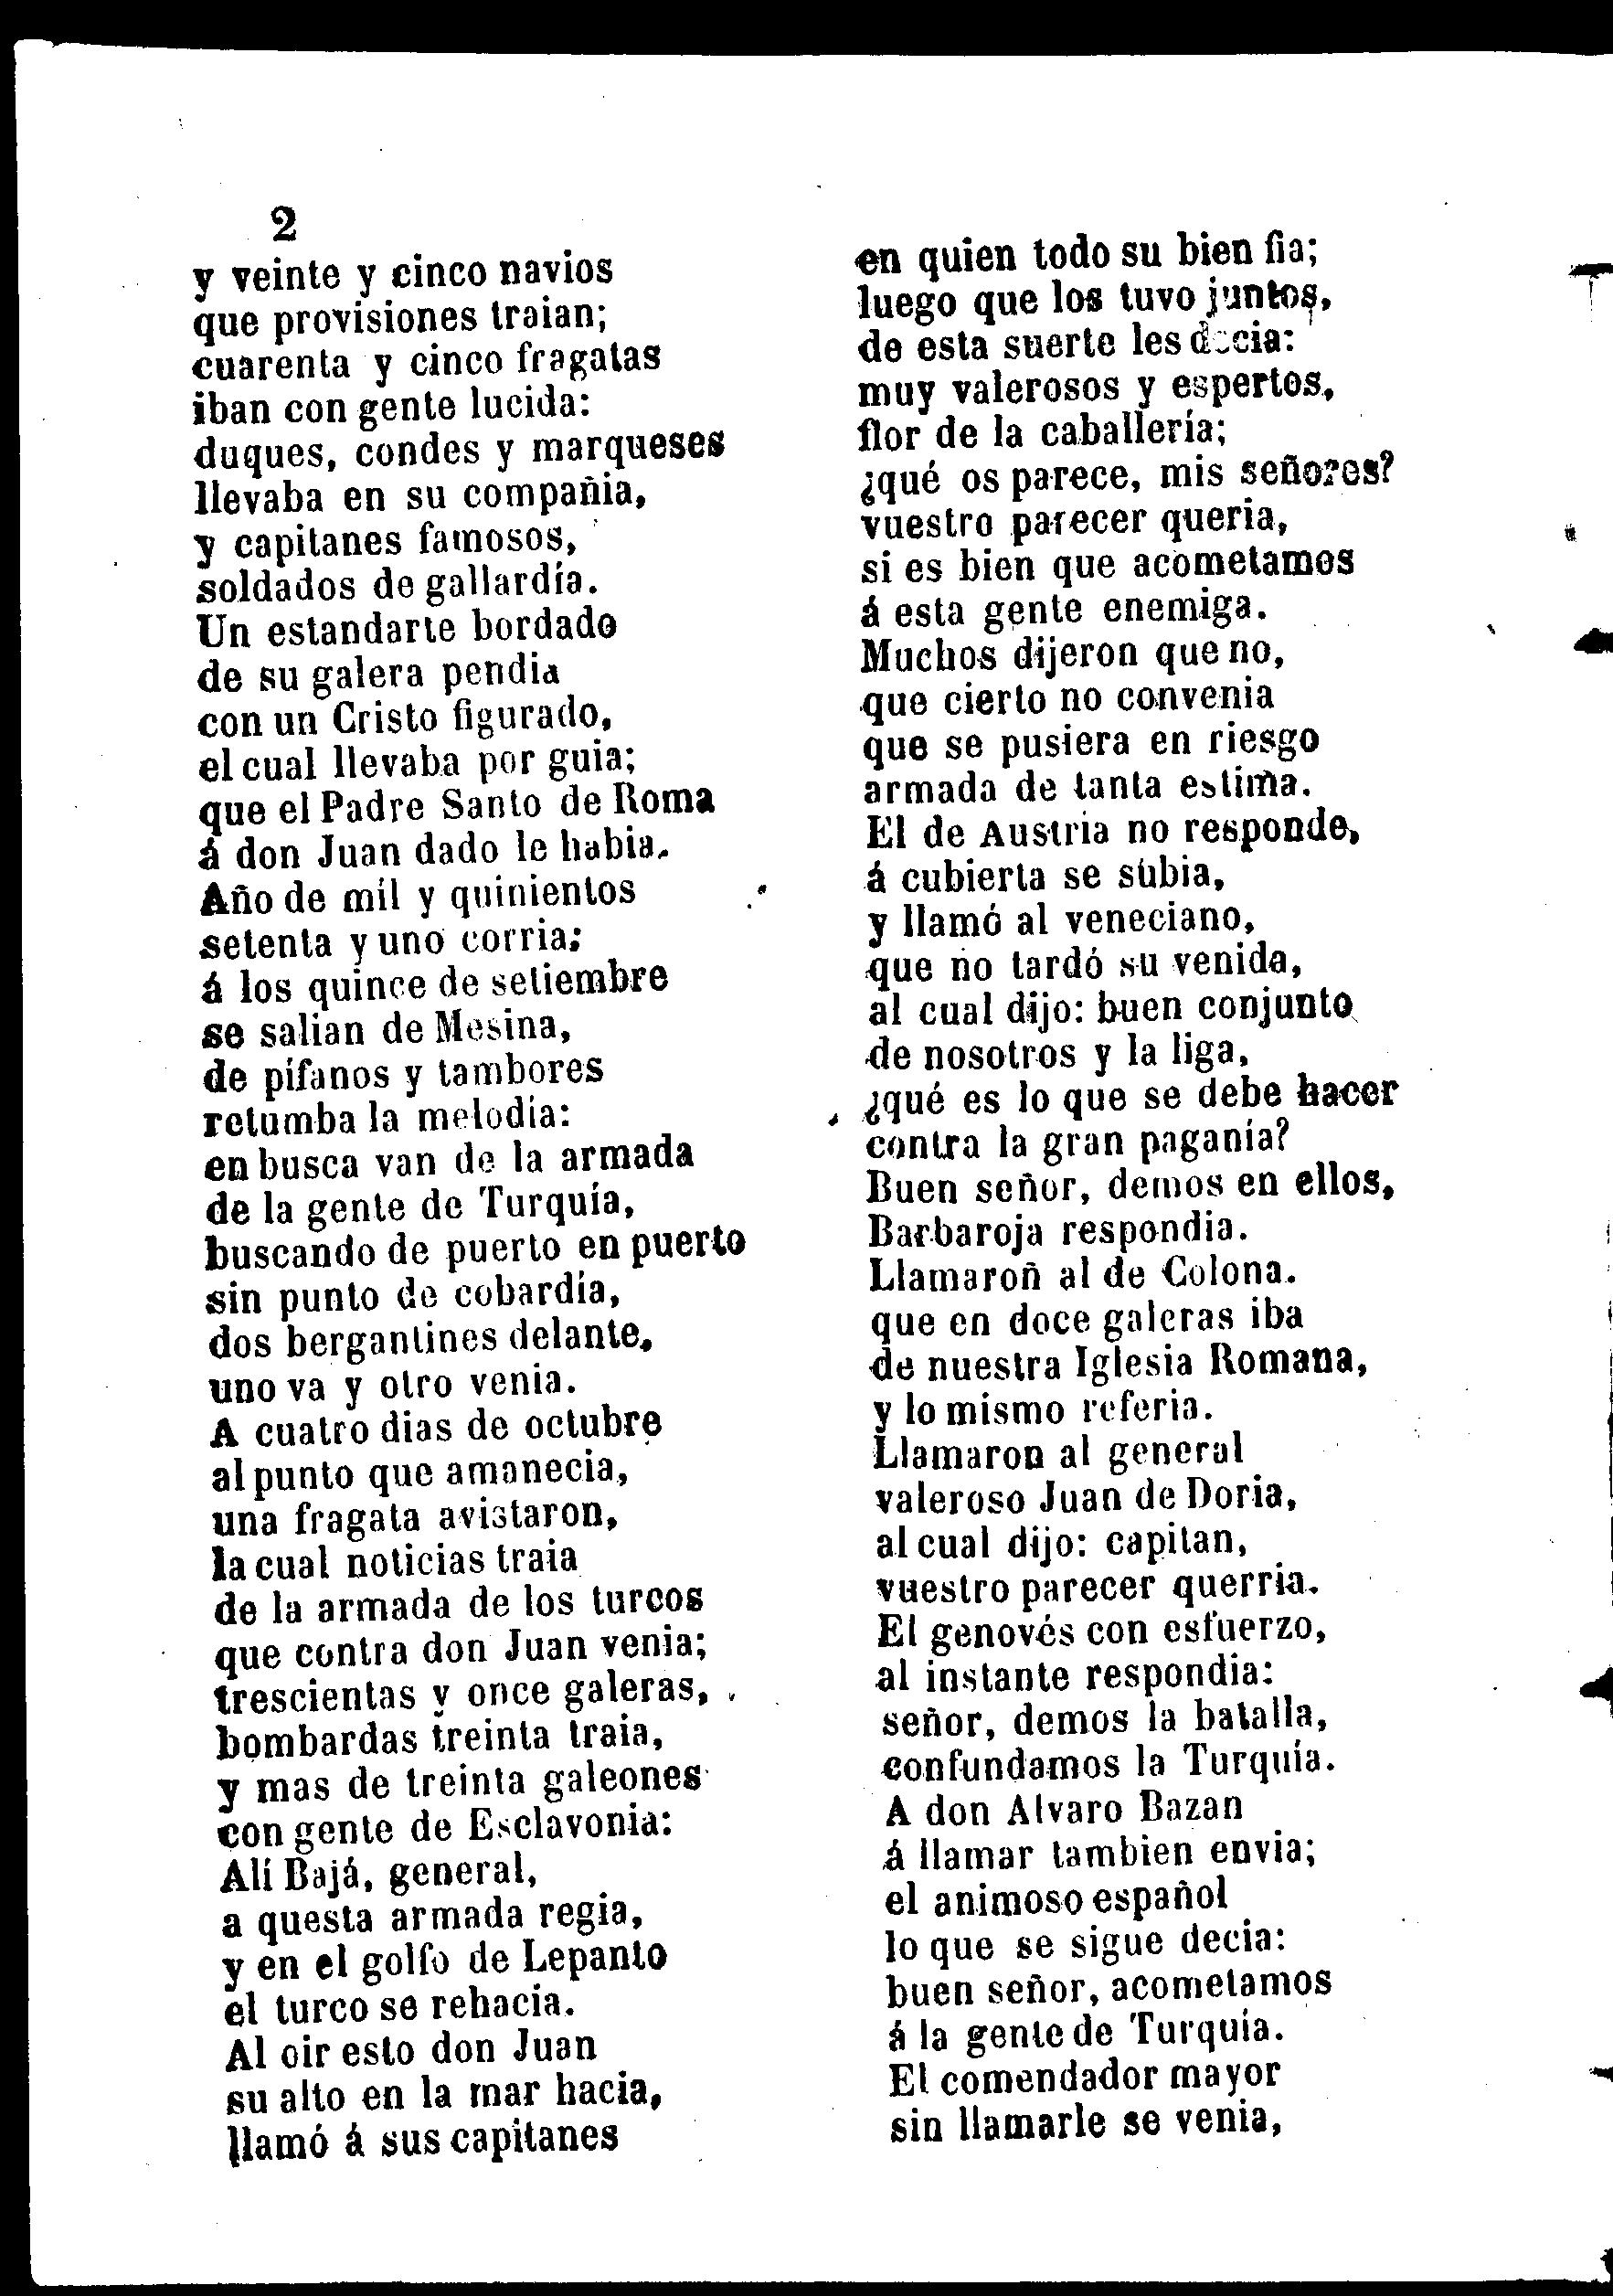 2
y veinte y cinco navios
que provisiones traian;
cuarenta y cinco fragatas
iban con gente lucida:
duques, condes y marqueses
llevaba en su compañia,
y capitanes famosos,
soldados de gallardía.
Un estandarte bordado
de su galera pendia
con un Cristo figurado,
el cual llevaba por guia;
que el Padre Santo de Roma
á don Juan dado le habia.
Año de mil y quinientos
setenta y uno corria;
á los quince de setiembre
se salian de Mesina,
de pífanos y tambores
retumba la melodia:
en busca van de la armada
de la gente de Turquía,
buscando de puerto en puerto
sin punto de cobardía,
dos bergantines delante,
uno va y otro venia.
A cuatro dias de octubre
al punto que amanecia,
una fragata avistaron,
la cual noticias traia
de la armada de los turcos
que contra don Juan venia;
trescientas y once galeras,
bombardas treinta traia,
y mas de treinta galeones
con gente de Esclavonia:
Alí Bajá, general,
a questa armada regia,
y en el golfo de Lepanto
el turco se rehacia.
Al oir esto don Juan
su alto en la mar hacia,
llamó á sus capitanes
en quien todo su bien fia;
luego que los tuvo juntos,
de esta suerte les decia:
muy valerosos y espertos,
flor de la caballería;
¿qué os parece, mis señores?
vuestro parecer queria,
si es bien que acometamos
á esta gente enemiga.
Muchos dijeron que no,
que cierto no convenia
que se pusiera en riesgo
armada de tanta estima.
El de Austria no responde,
á cubierta se subia,
y llamó al veneciano,
que no tardó su venida,
al cual dijo: buen conjunto
de nosotros y la liga,
¿qué es lo que se debe hacer
contra la gran paganía?
Buen señor, demos en ellos,
Barbaroja respondia.
Llamaron al de Colona.
que en doce galeras iba
de nuestra Iglesia Romana,
y lo mismo referia.
Llamaron al general
valeroso Juan de Doria,
al cual dijo: capitan,
vuestro parecer querria.
El genovés con esfuerzo,
al instante respondia:
señor, demos la batalla,
confundamos la Turquía.
A don Alvaro Bazan
á llamar tambien envia;
el animoso español
lo que se sigue decia:
buen señor, acometamos
á la gente de Turquía.
El comendador mayor
sin llamarle se venia,